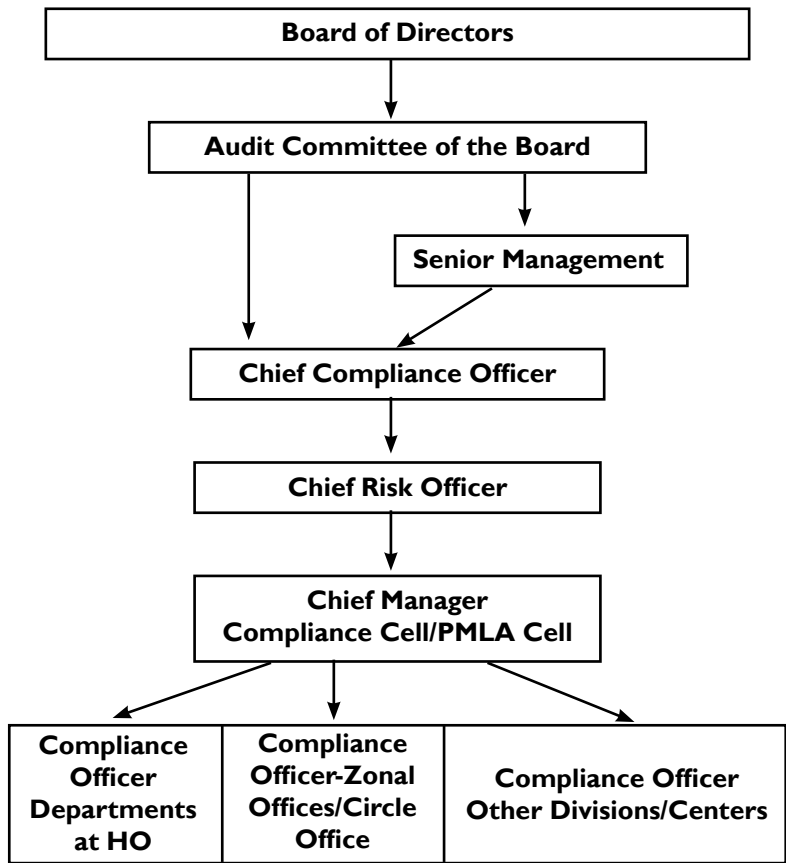 Board of Directors
Audit Committee of the Board
Senior Management
Chief Compliance Officer
Chief Risk Officer
Chief Manager
Compliance Cell/PMLA Cell
Compliance
Officer
Departments
at HO
Compliance
Officer-Zonal
Offices/Circle
Office
Compliance Officer
Other Divisions/Centers